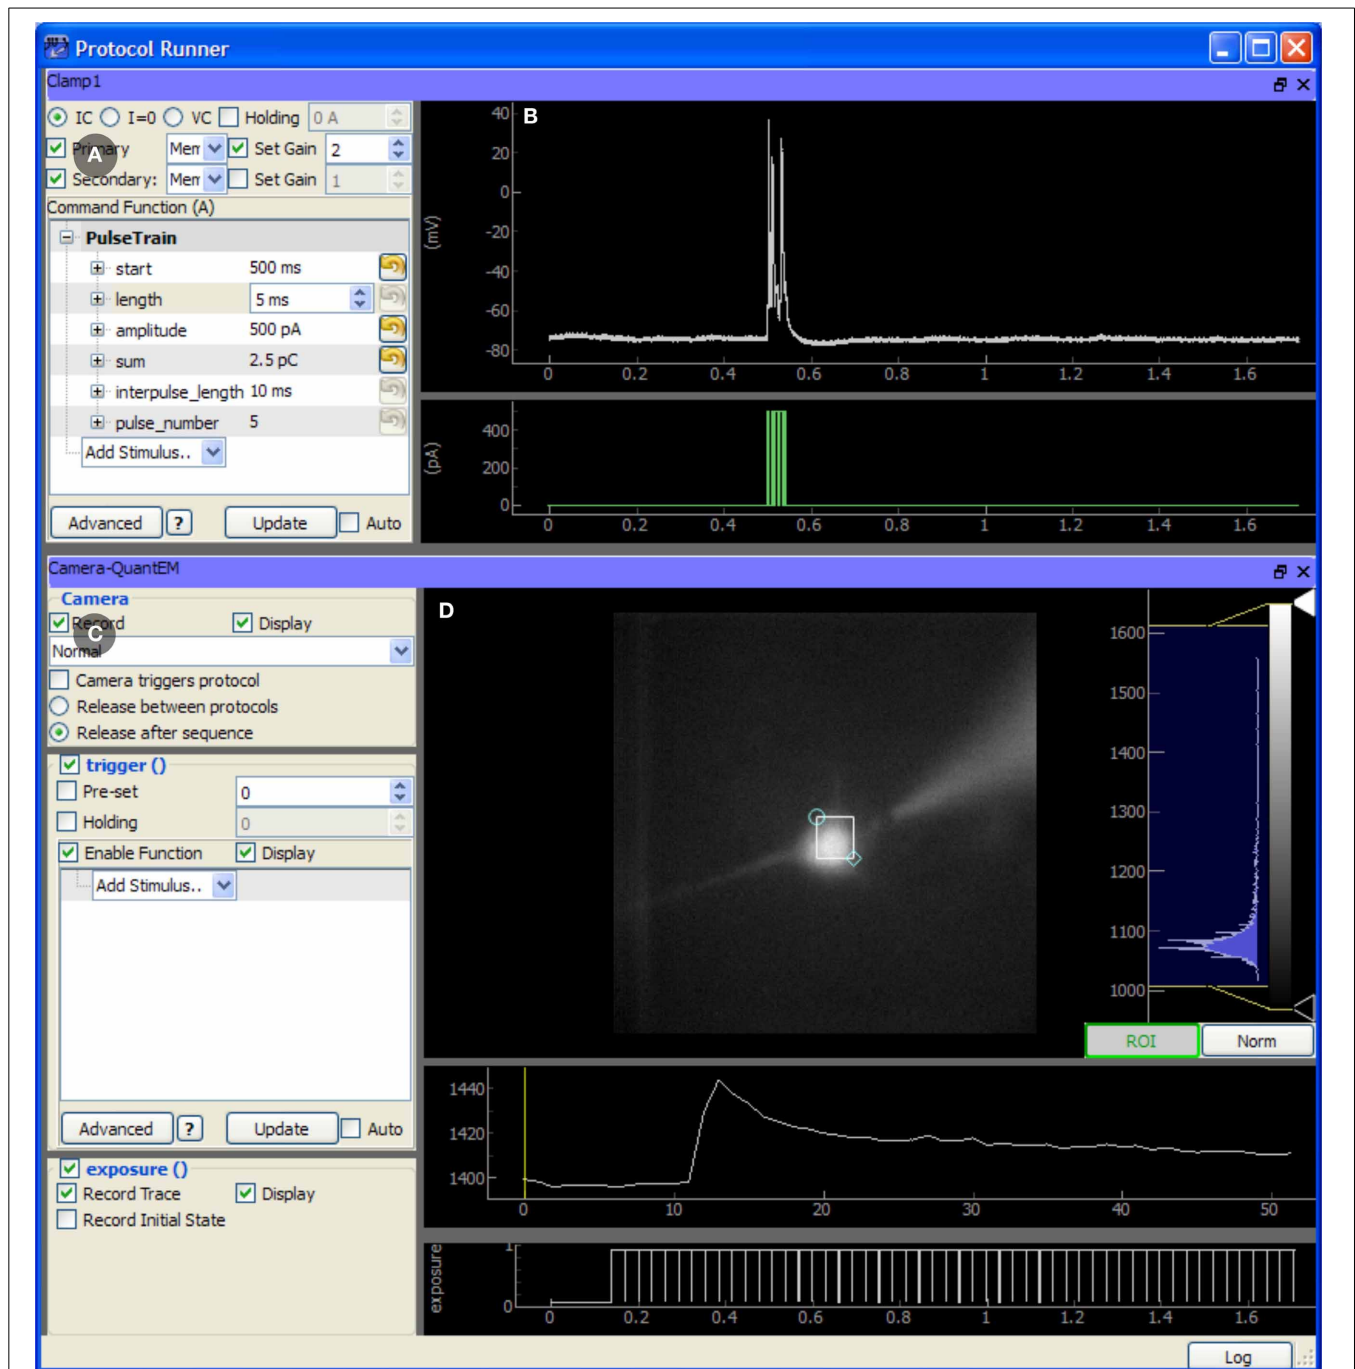 Protocol Runner
Clamp1
IC I=0 VC Holding 0 A
Primary Mem Set Gain 2
A
Secondary: Mem Set Gain 1
Command Function (A)
PulseTrain
start 500 ms
length 5 ms
amplitude 500 pA
sum 2.5 pC
interpulse_length 10 ms
pulse_number 5
Add Stimulus..
Advanced ? Update Auto
B
(mV)
40
20
0
-20
-40
-60
-80
0 0.2 0.4 0.6 0.8 1 1.2 1.4 1.6
(pA)
400
200
0
0 0.2 0.4 0.6 0.8 1 1.2 1.4 1.6
Camera-QuantEM
Camera
Record Display
C
Normal
Camera triggers protocol
Release between protocols
Release after sequence
trigger ()
Pre-set 0
Holding 0
Enable Function Display
Add Stimulus..
Advanced ? Update Auto
exposure ()
Record Trace Display
Record Initial State
D
1600
1500
1400
1300
1200
1100
1000
ROI Norm
1440
1420
1400
0 10 20 30 40 50
exposure
1
0
0 0.2 0.4 0.6 0.8 1 1.2 1.4 1.6
Log